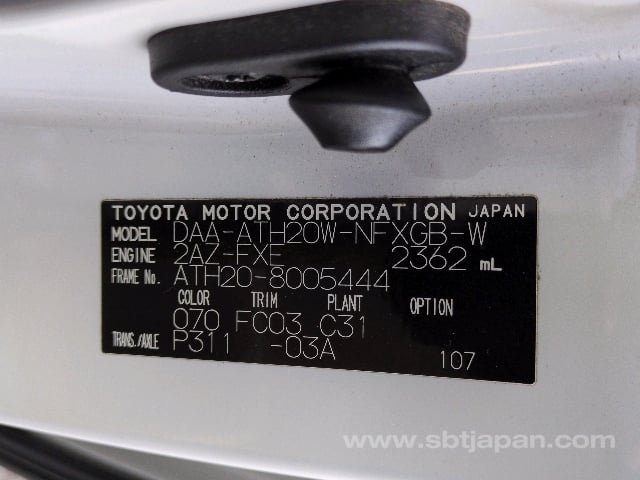 TOYOTA MOTOR CORPORATION JAPAN
MODEL DAA-ATH20W-NFXGB-W
ENGINE 2AZ-FXE 2362 mL
FRAME No. ATH20-8005444
COLOR TRIM PLANT OPTION
070 FC03 C31
TRANS./AXLE P311 -03A 107
www.sbtjapan.com